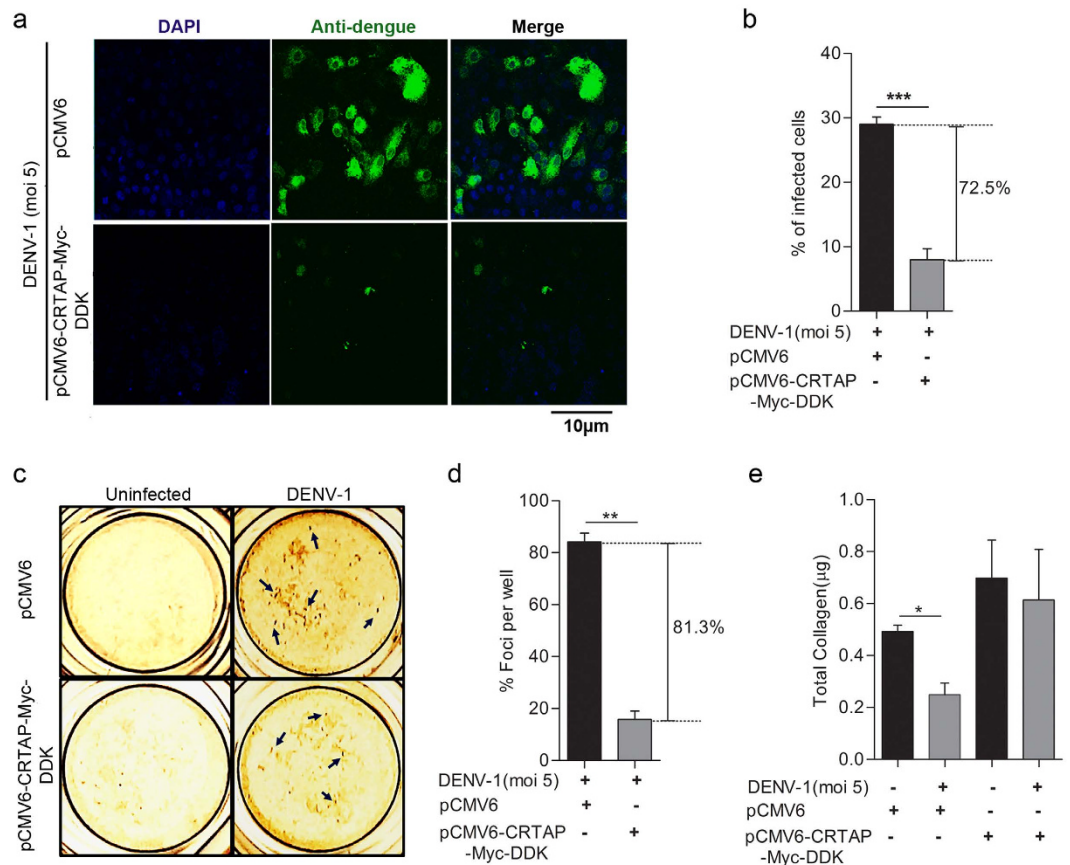 a
DAPI
Anti-dengue
Merge
DENV-1 (moi 5)
pCMV6
pCMV6-CRTAP-Myc-
DDK
10µm
b
% of infected cells
40
30
20
10
0
***
72.5%
DENV-1(moi 5) + +
pCMV6 + -
pCMV6-CRTAP - +
-Myc-DDK
c
Uninfected
DENV-1
pCMV6
pCMV6-CRTAP-Myc-
DDK
d
% Foci per well
100
80
60
40
20
0
**
81.3%
DENV-1(moi 5) + +
pCMV6 + -
pCMV6-CRTAP - +
-Myc-DDK
e
Total Collagen(µg)
1.0
0.8
0.6
0.4
0.2
0.0
*
DENV-1(moi 5) - + - +
pCMV6 + + - -
pCMV6-CRTAP - - + +
-Myc-DDK